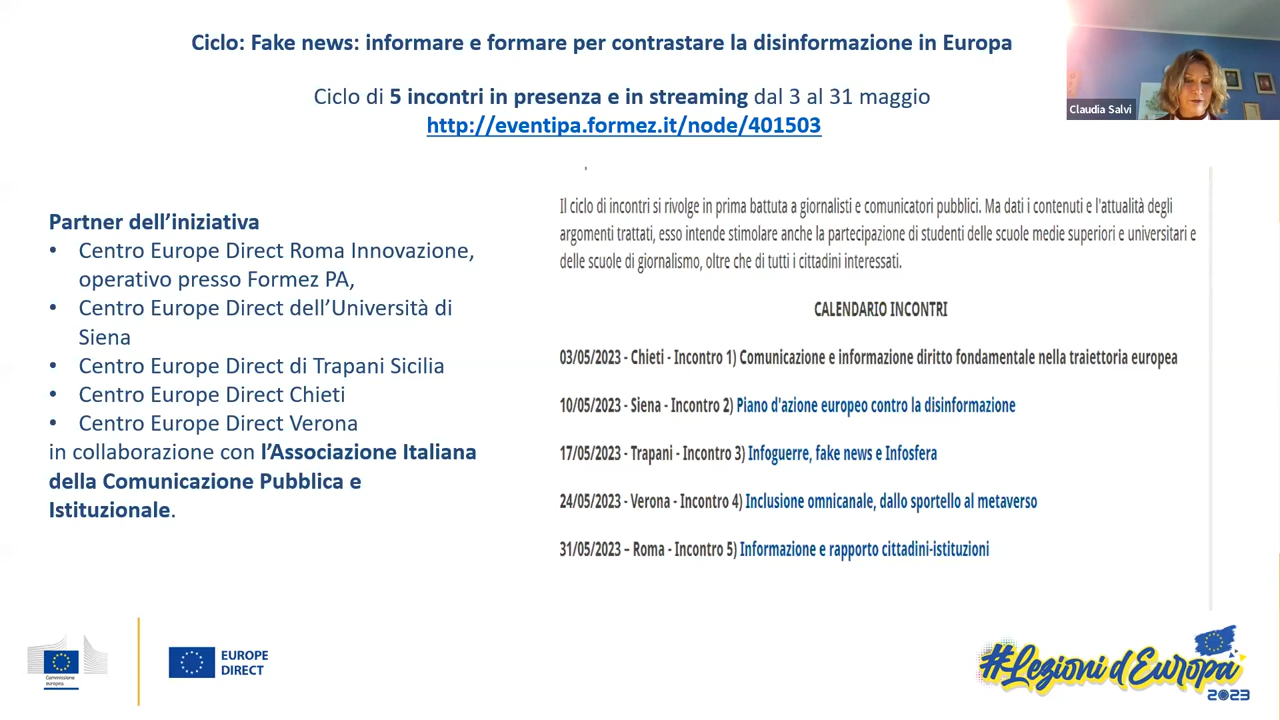 Ciclo: Fake news: informare e formare per contrastare la disinformazione in Europa
Ciclo di 5 incontri in presenza e in streaming dal 3 al 31 maggio
http://eventipa.formez.it/node/401503
Claudia Salvi
Partner dell’iniziativa
• Centro Europe Direct Roma Innovazione,
operativo presso Formez PA,
• Centro Europe Direct dell’Università di
Siena
• Centro Europe Direct di Trapani Sicilia
• Centro Europe Direct Chieti
• Centro Europe Direct Verona
in collaborazione con l’Associazione Italiana
della Comunicazione Pubblica e
Istituzionale.
Il ciclo di incontri si rivolge in prima battuta a giornalisti e comunicatori pubblici. Ma dati i contenuti e l'attualità degli
argomenti trattati, esso intende stimolare anche la partecipazione di studenti delle scuole medie superiori e universitari e
delle scuole di giornalismo, oltre che di tutti i cittadini interessati.
CALENDARIO INCONTRI
03/05/2023 - Chieti - Incontro 1) Comunicazione e informazione diritto fondamentale nella traiettoria europea
10/05/2023 - Siena - Incontro 2) Piano d'azione europeo contro la disinformazione
17/05/2023 - Trapani - Incontro 3) Infoguerre, fake news e Infosfera
24/05/2023 - Verona - Incontro 4) Inclusione omnicanale, dallo sportello al metaverso
31/05/2023 – Roma - Incontro 5) Informazione e rapporto cittadini-istituzioni
Commissione
europea
EUROPE
DIRECT
#Lezioni d'Europa
2023